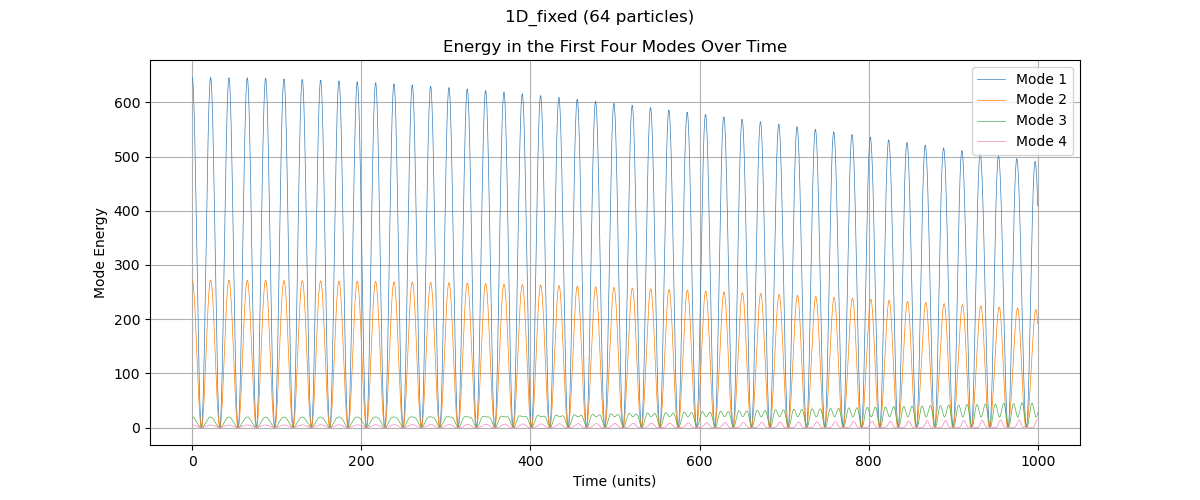 1D_fixed (64 particles)
Energy in the First Four Modes Over Time
Mode Energy
600
500
400
300
200
100
0
Mode 1
Mode 2
Mode 3
Mode 4
0 200 400 600 800 1000
Time (units)